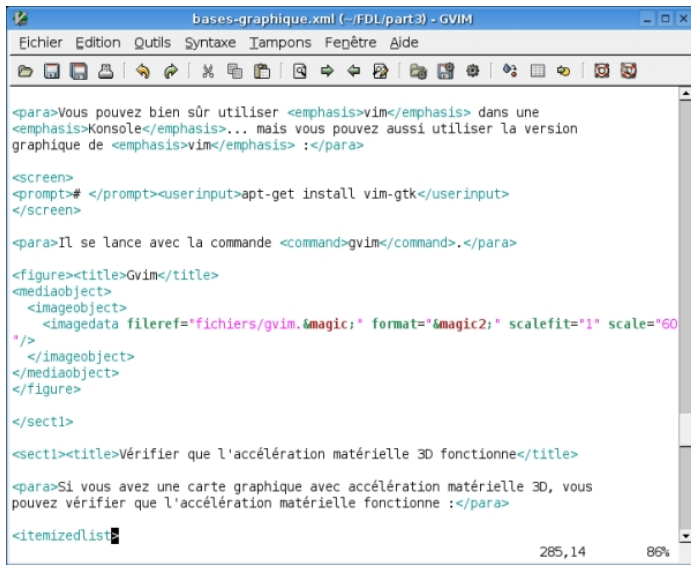 bases-graphique.xml (~/FDL/part3) - GVIM
Eichier Edition Outils Syntaxe Tampons Fenêtre Aide
<para>Vous pouvez bien sûr utiliser <emphasis>vim</emphasis> dans une
<emphasis>Konsole</emphasis>... mais vous pouvez aussi utiliser la version
graphique de <emphasis>vim</emphasis> :</para>
<screen>
<prompt># </prompt><userinput>apt-get install vim-gtk</userinput>
</screen>
<para>Il se lance avec la commande <command>gvim</command>.</para>
<figure><title>Gvim</title>
<mediaobject>
  <imageobject>
    <imagedata fileref="fichiers/gvim.&magic;" format="&magic2;" scalefit="1" scale="60
"/>
  </imageobject>
</mediaobject>
</figure>
</sect1>
<sect1><title>Vérifier que l'accélération matérielle 3D fonctionne</title>
<para>Si vous avez une carte graphique avec accélération matérielle 3D, vous
pouvez vérifier que l'accélération matérielle fonctionne :</para>
<itemizedlist>
285,14 86%